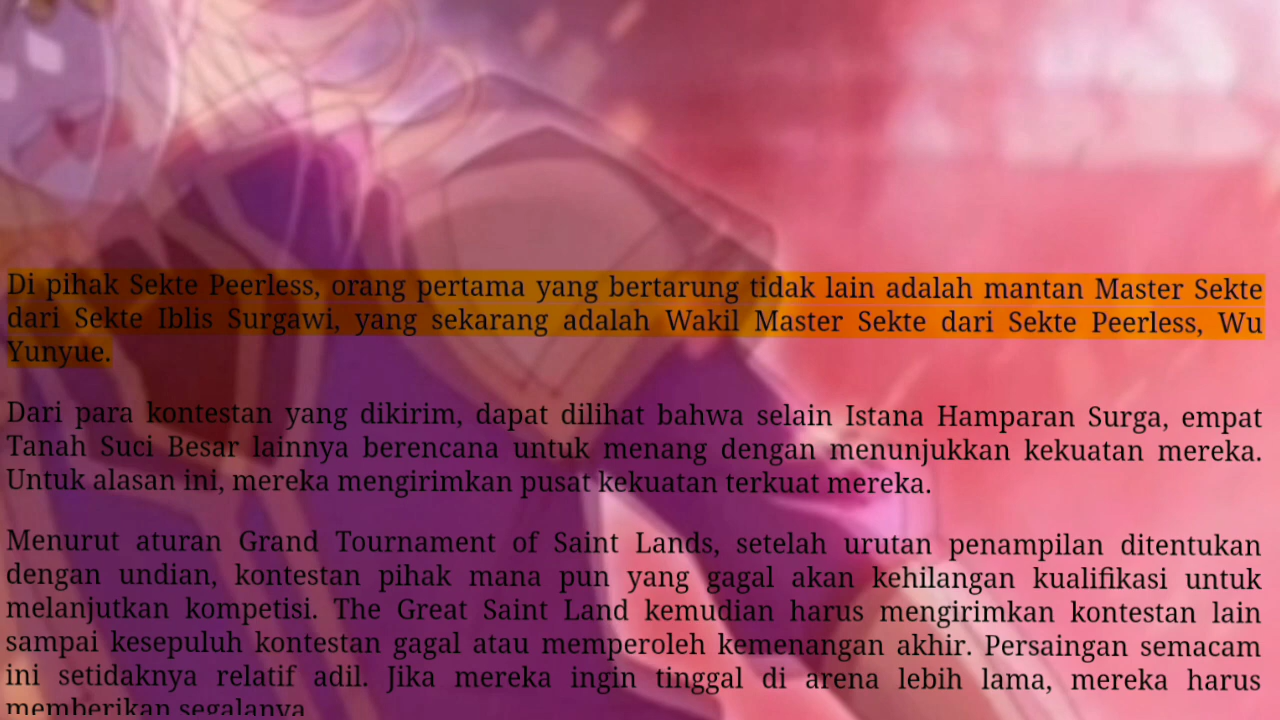 Di pihak Sekte Peerless, orang pertama yang bertarung tidak lain adalah mantan Master Sekte
dari Sekte Iblis Surgawi, yang sekarang adalah Wakil Master Sekte dari Sekte Peerless, Wu
Yunyue.
Dari para kontestan yang dikirim, dapat dilihat bahwa selain Istana Hamparan Surga, empat
Tanah Suci Besar lainnya berencana untuk menang dengan menunjukkan kekuatan mereka.
Untuk alasan ini, mereka mengirimkan pusat kekuatan terkuat mereka.
Menurut aturan Grand Tournament of Saint Lands, setelah urutan penampilan ditentukan
dengan undian, kontestan pihak mana pun yang gagal akan kehilangan kualifikasi untuk
melanjutkan kompetisi. The Great Saint Land kemudian harus mengirimkan kontestan lain
sampai kesepuluh kontestan gagal atau memperoleh kemenangan akhir. Persaingan semacam
ini setidaknya relatif adil. Jika mereka ingin tinggal di arena lebih lama, mereka harus
memberikan segalanya